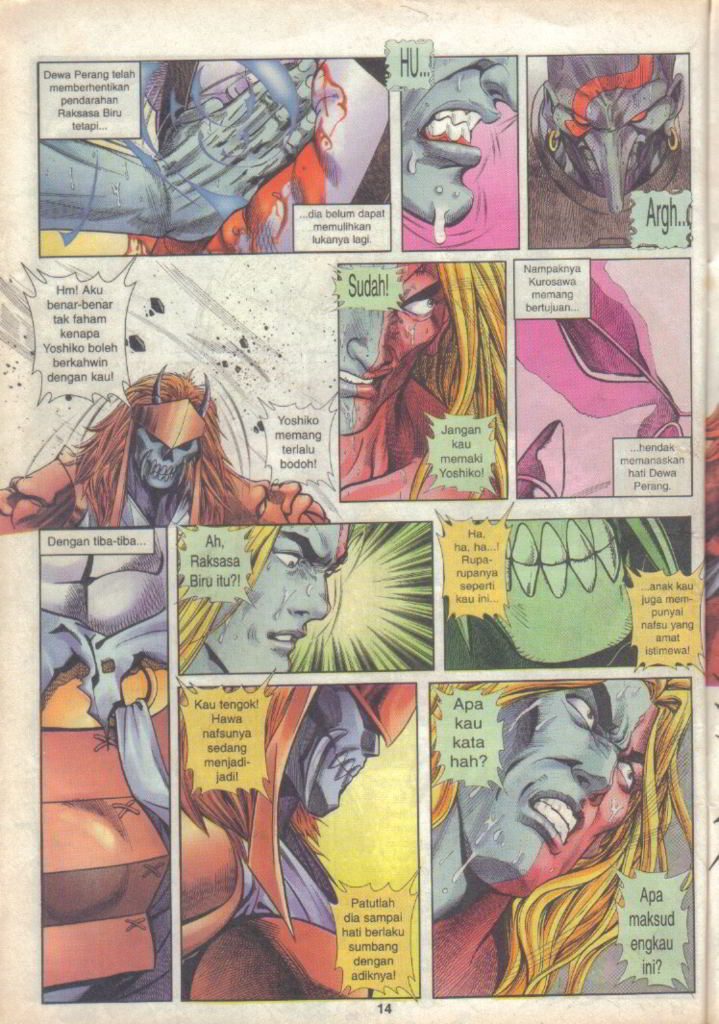 Dewa Perang telah
memberhentikan
pendarahan
Raksasa Biru
tetapi...
...dia belum dapat
memulihkan
lukanya lagi.
HU...
Argh...
Hm! Aku
benar-benar
tak faham
kenapa
Yoshiko boleh
berkahwin
dengan kau!
Yoshiko
memang
terlalu
bodoh!
Sudah!
Jangan
kau
memaki
Yoshiko!
Nampaknya
Kurosawa
memang
bertujuan...
...hendak
memanaskan
hati Dewa
Perang.
Dengan tiba-tiba...
Ah,
Raksasa
Biru itu?!
Ha,
ha, ha...!
Rupa-
rupanya
seperti
kau ini...
...anak kau
juga mem-
punyai
nafsu yang
amat
istimewa!
Kau tengok!
Hawa
nafsunya
sedang
menjadi-
jadi!
Patutlah
dia sampai
hati berlaku
sumbang
dengan
adiknya!
Apa
kau
kata
hah?
Apa
maksud
engkau
ini?
14